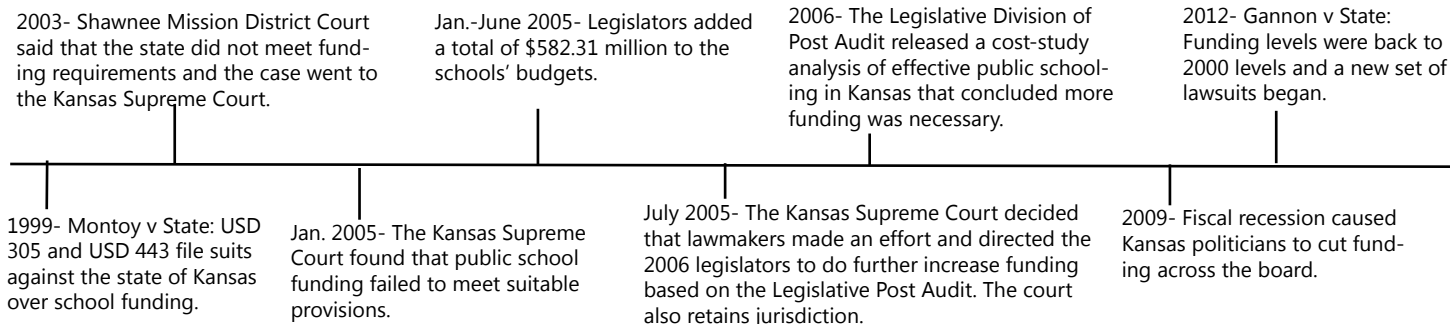 2003- Shawnee Mission District Court
said that the state did not meet fund-
ing requirements and the case went to
the Kansas Supreme Court.
Jan.-June 2005- Legislators added
a total of $582.31 million to the
schools’ budgets.
2006- The Legislative Division of
Post Audit released a cost-study
analysis of effective public school-
ing in Kansas that concluded more
funding was necessary.
2012- Gannon v State:
Funding levels were back to
2000 levels and a new set of
lawsuits began.
1999- Montoy v State: USD
305 and USD 443 file suits
against the state of Kansas
over school funding.
Jan. 2005- The Kansas Supreme
Court found that public school
funding failed to meet suitable
provisions.
July 2005- The Kansas Supreme Court decided
that lawmakers made an effort and directed the
2006 legislators to do further increase funding
based on the Legislative Post Audit. The court
also retains jurisdiction.
2009- Fiscal recession caused
Kansas politicians to cut fund-
ing across the board.